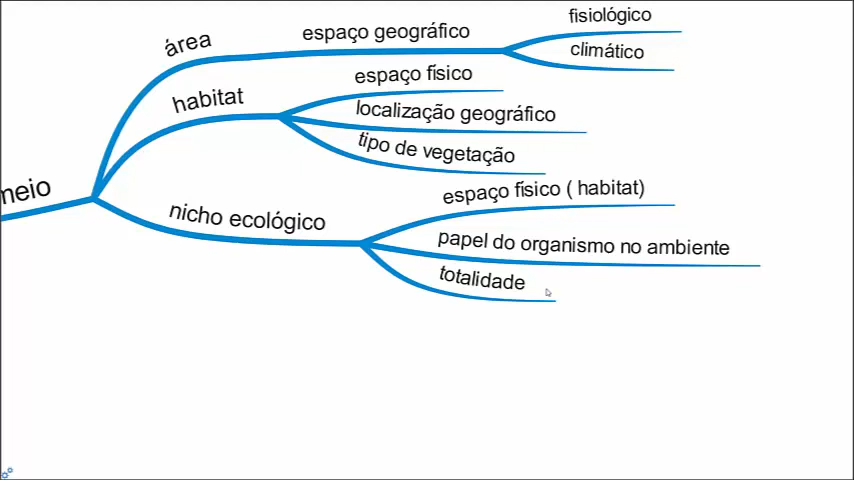 área
espaço geográfico
fisiológico
climático
habitat
espaço físico
localização geográfico
tipo de vegetação
meio
nicho ecológico
espaço físico ( habitat)
papel do organismo no ambiente
totalidade